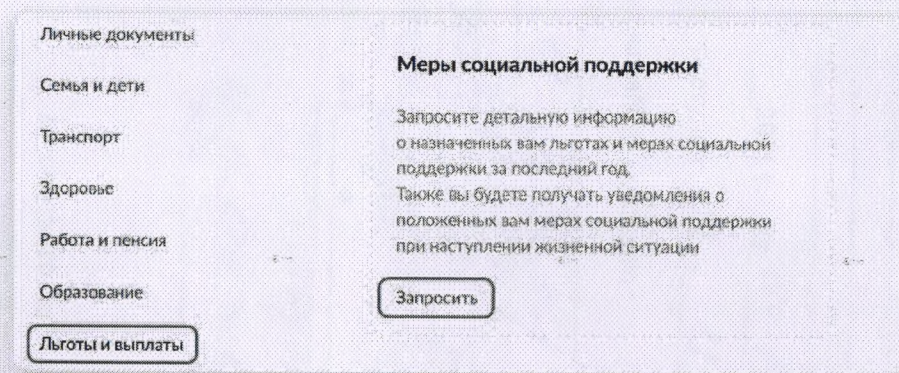 Личные документы
Семья и дети
Транспорт
Здоровье
Работа и пенсия
Образование
Льготы и выплаты
Меры социальной поддержки
Запросите детальную информацию
о назначенных вам льготах и мерах социальной
поддержки за последний год.
Также вы будете получать уведомления о
положенных вам мерах социальной поддержки
при наступлении жизненной ситуации
Запросить